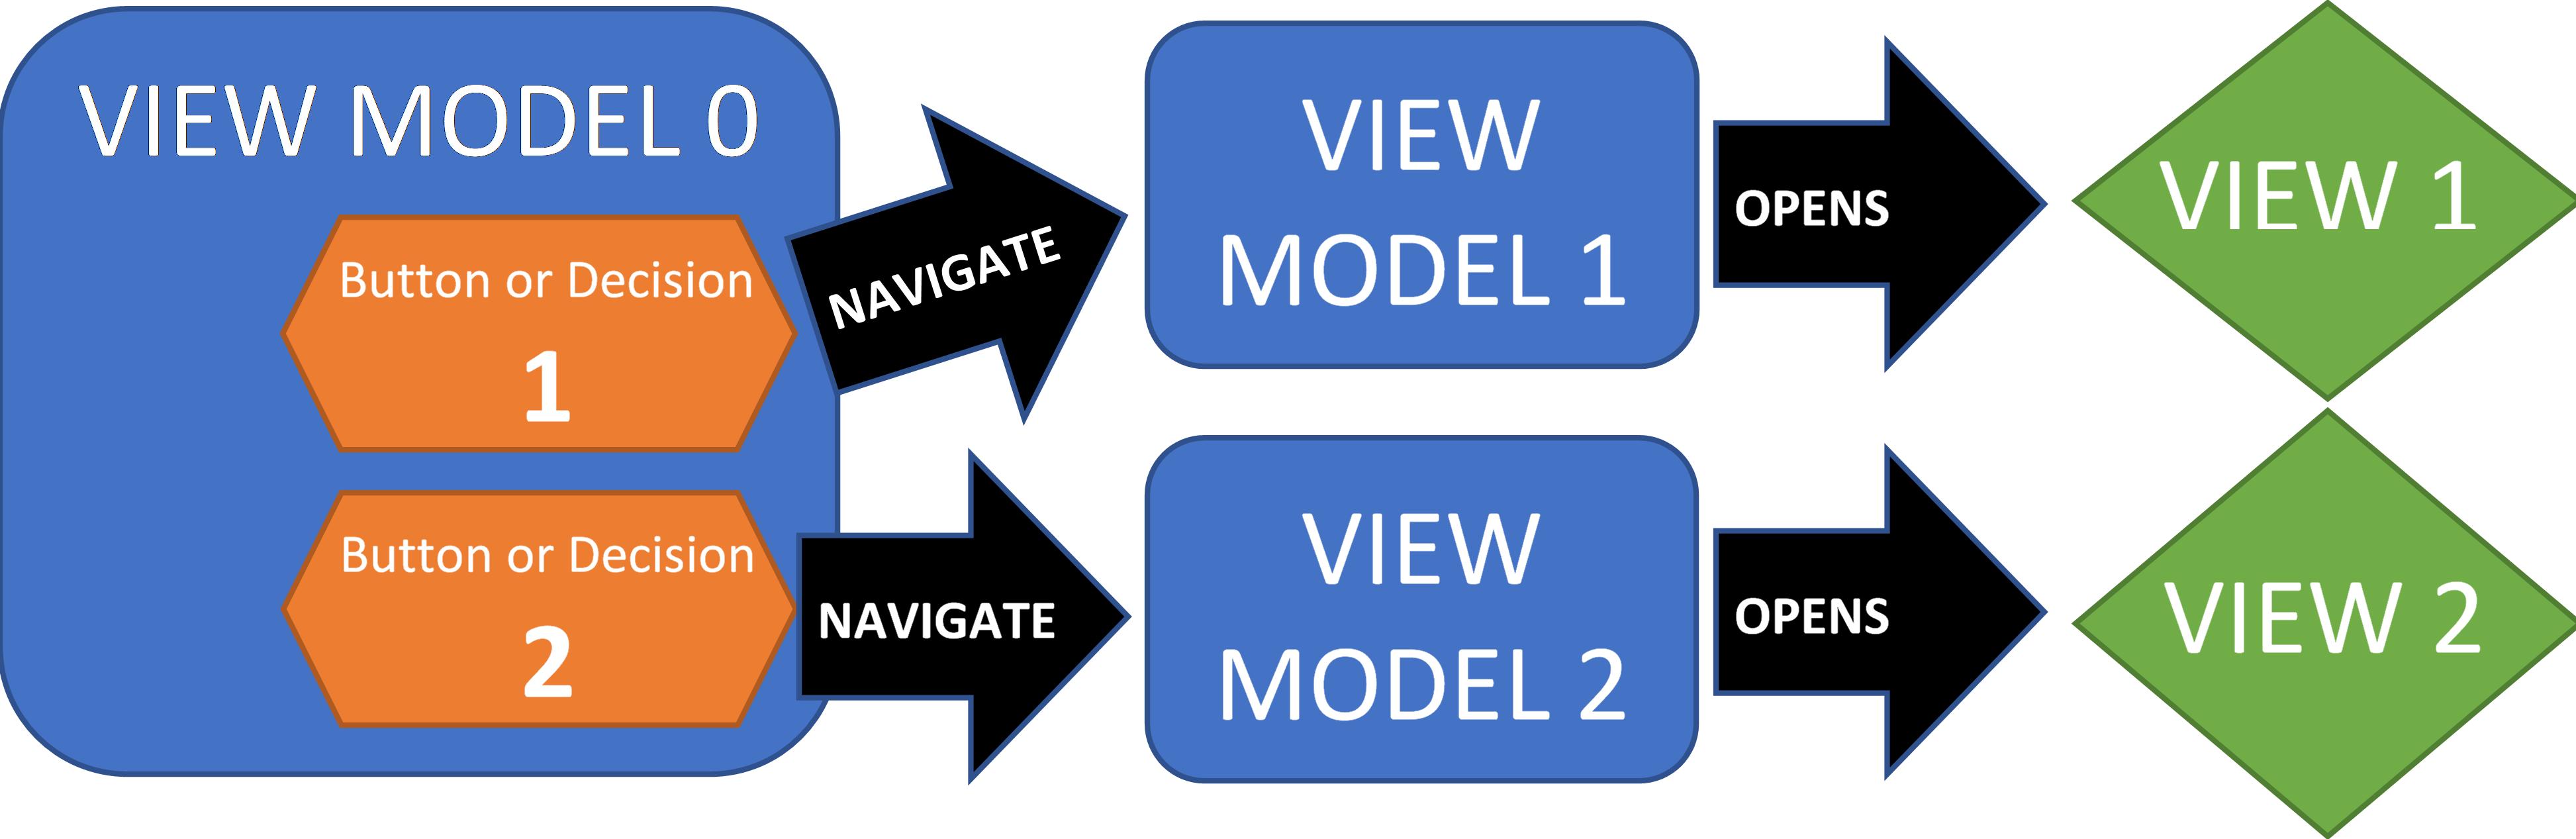 VIEW MODEL 0
Button or Decision
1
NAVIGATE
VIEW
MODEL 1
OPENS
VIEW 1
Button or Decision
2
NAVIGATE
VIEW
MODEL 2
OPENS
VIEW 2